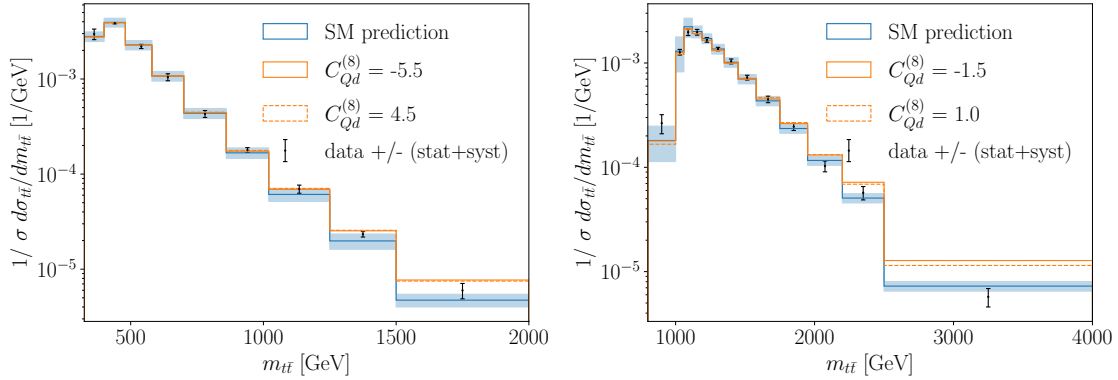 1/ σ dσ_{tt̄}/dm_{tt̄} [1/GeV]
10^{-3}
10^{-4}
10^{-5}
SM prediction
C_{Qd}^{(8)} = -5.5
C_{Qd}^{(8)} = 4.5
data +/- (stat+syst)
500 1000 1500 2000
m_{tt̄} [GeV]
1/ σ dσ_{tt̄}/dm_{tt̄} [1/GeV]
10^{-3}
10^{-4}
10^{-5}
SM prediction
C_{Qd}^{(8)} = -1.5
C_{Qd}^{(8)} = 1.0
data +/- (stat+syst)
1000 1500 2000 2500 3000 3500 4000
m_{tt̄} [GeV]